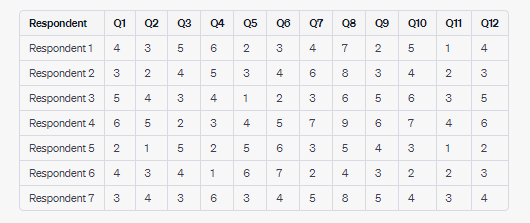 Respondent Q1 Q2 Q3 Q4 Q5 Q6 Q7 Q8 Q9 Q10 Q11 Q12
Respondent 1 4 3 5 6 2 3 4 7 2 5 1 4
Respondent 2 3 2 4 5 3 4 6 8 3 4 2 3
Respondent 3 5 4 3 4 1 2 3 6 5 6 3 5
Respondent 4 6 5 2 3 4 5 7 9 6 7 4 6
Respondent 5 2 1 5 2 5 6 3 5 4 3 1 2
Respondent 6 4 3 4 1 6 7 2 4 3 2 2 3
Respondent 7 3 4 3 6 3 4 5 8 5 4 3 4